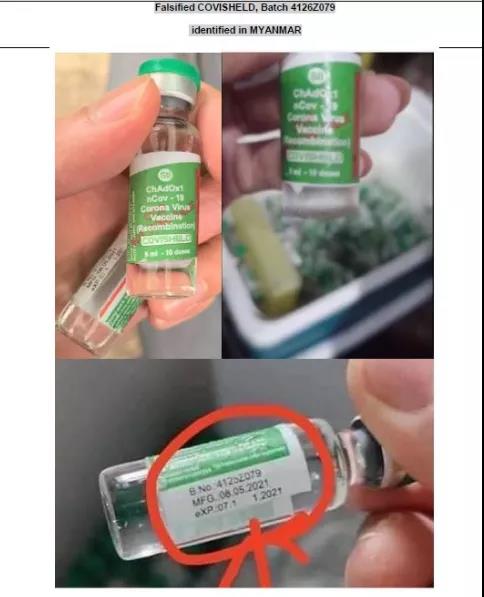 Falsified COVISHELD, Batch 4126Z079
identified in MYANMAR
ChAdOx1
nCov - 19
Corona Virus
Vaccine
(Recombination)
COVISHELD
5 ml - 10 doses
ChAdOx1
nCov - 19
Corona Virus
Vaccine
(Recombination)
COVISHELD
5 ml - 10 doses
B.No.:4126Z079
MFG.:08.05.2021
eXP.:07.1 1.2021